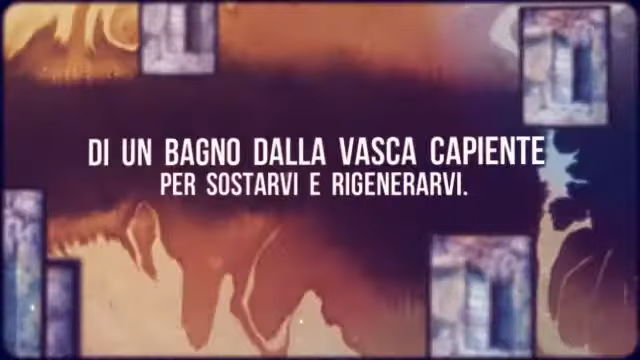 DI UN BAGNO DALLA VASCA CAPIENTE
PER SOSTARVI E RIGENERARVI.